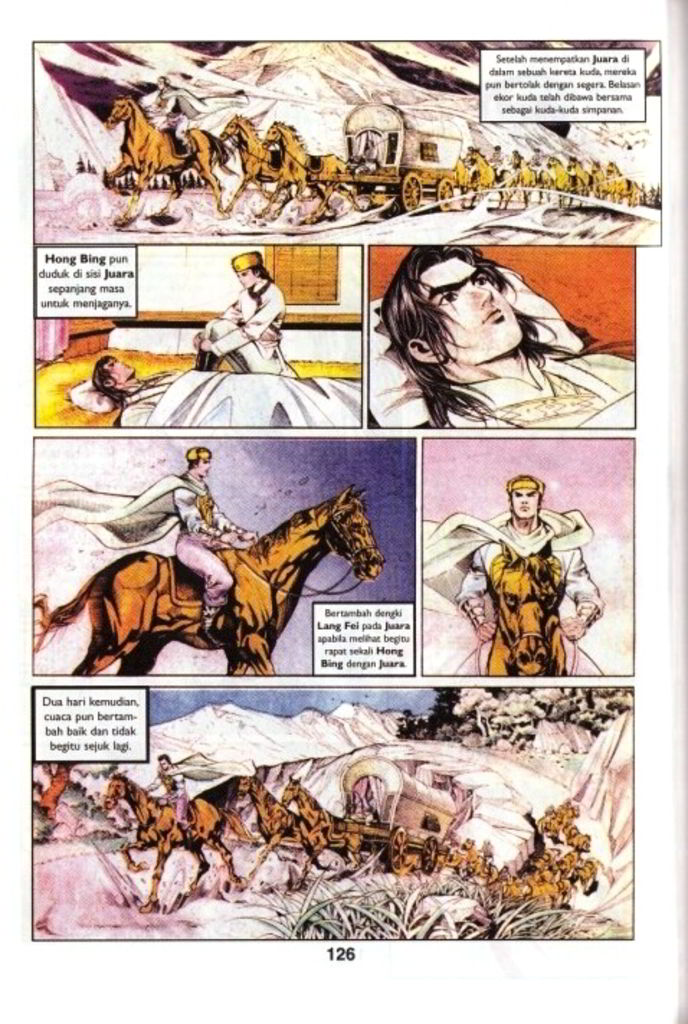 Setelah menempatkan Juara di
dalam sebuah kereta kuda, mereka
pun bertolak dengan segera. Belasan
ekor kuda telah dibawa bersama
sebagai kuda-kuda simpanan.
Hong Bing pun
duduk di sisi Juara
sepanjang masa
untuk menjaganya.
Bertambah dengki
Lang Fei pada Juara
apabila melihat begitu
rapat sekali Hong
Bing dengan Juara.
Dua hari kemudian,
cuaca pun bertam-
bah baik dan tidak
begitu sejuk lagi.
126